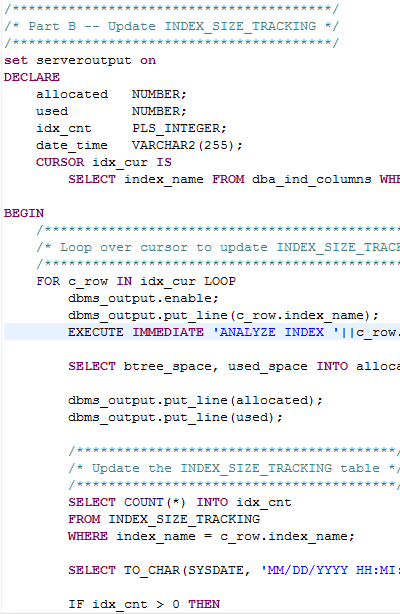 /****************************************/
/* Part B -- Update INDEX_SIZE_TRACKING */
/****************************************/
set serveroutput on
DECLARE
    allocated   NUMBER;
    used        NUMBER;
    idx_cnt     PLS_INTEGER;
    date_time   VARCHAR2(255);
    CURSOR idx_cur IS
        SELECT index_name FROM dba_ind_columns WHE
BEGIN
    /*********************************************
    /* Loop over cursor to update INDEX_SIZE_TRACK
    /*********************************************
    FOR c_row IN idx_cur LOOP
        dbms_output.enable;
        dbms_output.put_line(c_row.index_name);
        EXECUTE IMMEDIATE 'ANALYZE INDEX '||c_row.
        SELECT btree_space, used_space INTO alloca
        dbms_output.put_line(allocated);
        dbms_output.put_line(used);
        /****************************************/
        /* Update the INDEX_SIZE_TRACKING table */
        /****************************************/
        SELECT COUNT(*) INTO idx_cnt
        FROM INDEX_SIZE_TRACKING
        WHERE index_name = c_row.index_name;
        SELECT TO_CHAR(SYSDATE, 'MM/DD/YYYY HH:MI:
        IF idx_cnt > 0 THEN